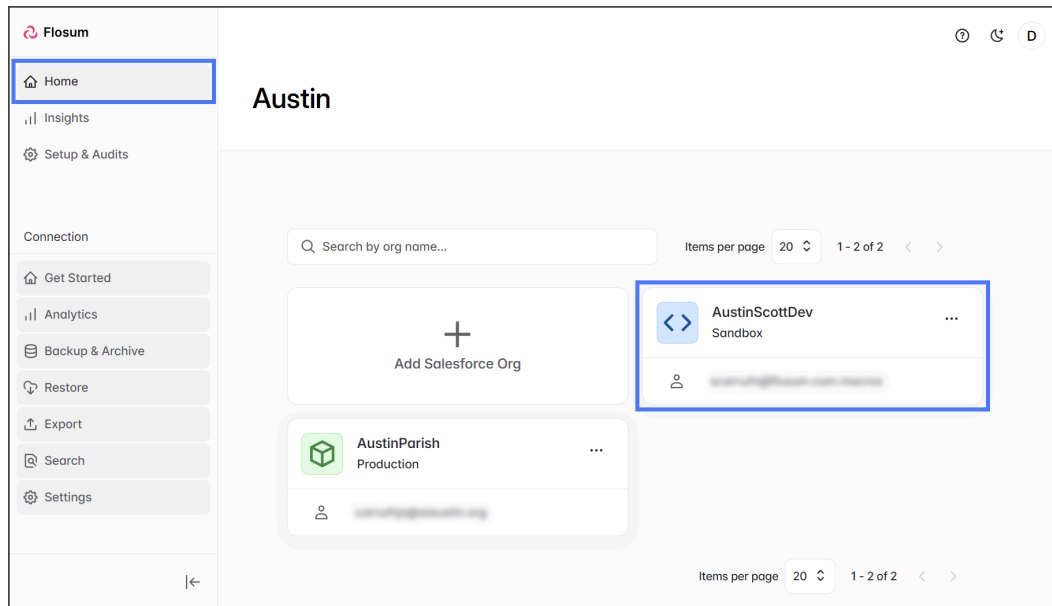 Flosum
D
Home
Insights
Setup & Audits
Austin
Connection
Get Started
Analytics
Backup & Archive
Restore
Export
Search
Settings
Search by org name...
Items per page 20 1 - 2 of 2
Add Salesforce Org
AustinScottDev
Sandbox
AustinParish
Production
Items per page 20 1 - 2 of 2